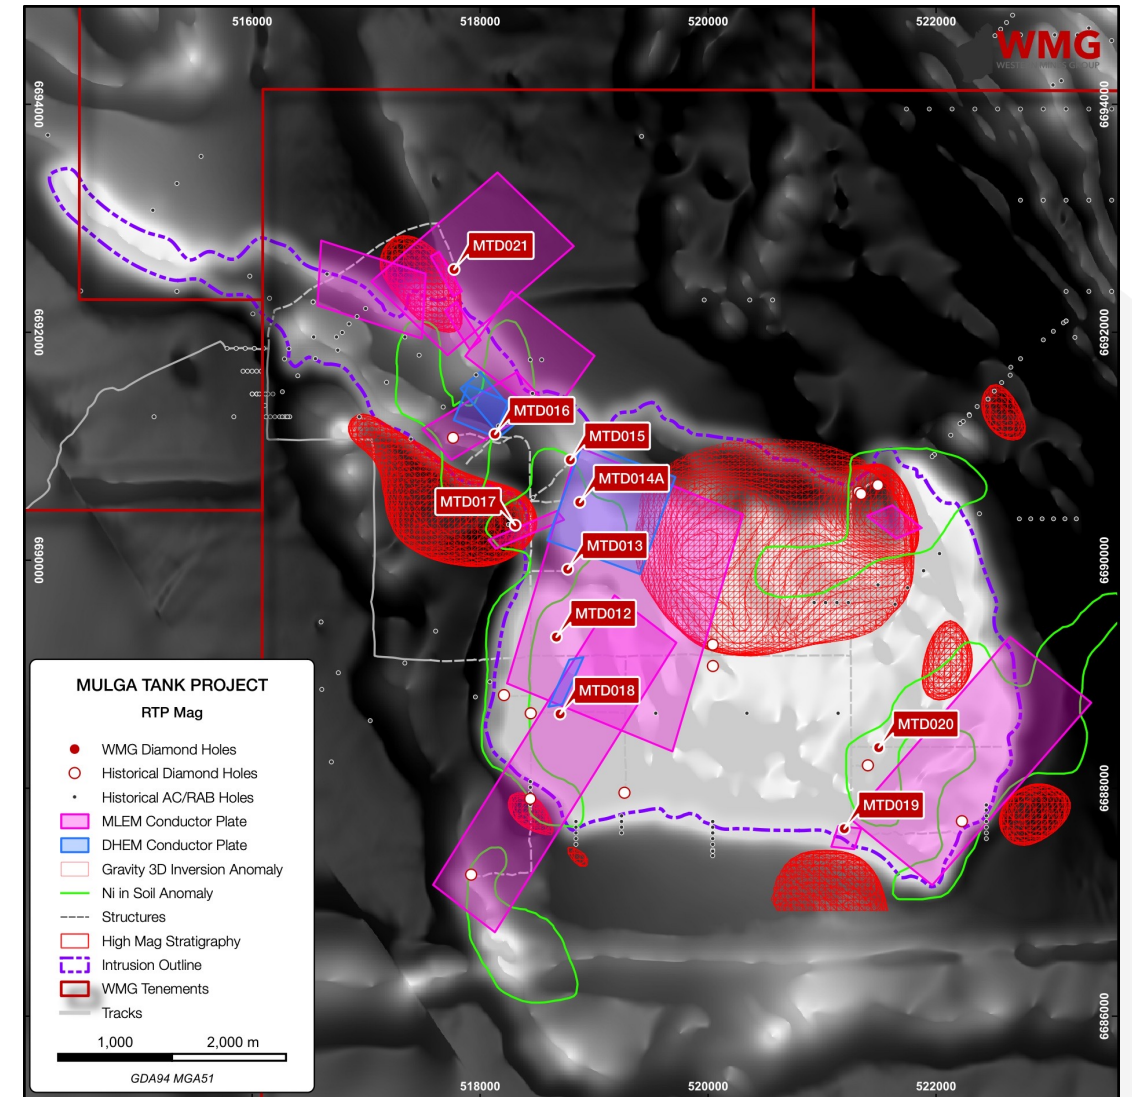 516000
518000
520000
522000
WMG
WESTERN MINES GROUP
6694000
6694000
MTD021
6692000
6692000
MTD016
MTD015
MTD014A
MTD017
MTD013
6690000
6690000
MTD012
MTD018
MTD020
MTD019
6688000
6686000
MULGA TANK PROJECT
RTP Mag
WMG Diamond Holes
Historical Diamond Holes
Historical AC/RAB Holes
MLEM Conductor Plate
DHEM Conductor Plate
Gravity 3D Inversion Anomaly
Ni in Soil Anomaly
Structures
High Mag Stratigraphy
Intrusion Outline
WMG Tenements
Tracks
1,000
2,000 m
GDA94 MGA51
518000
520000
522000